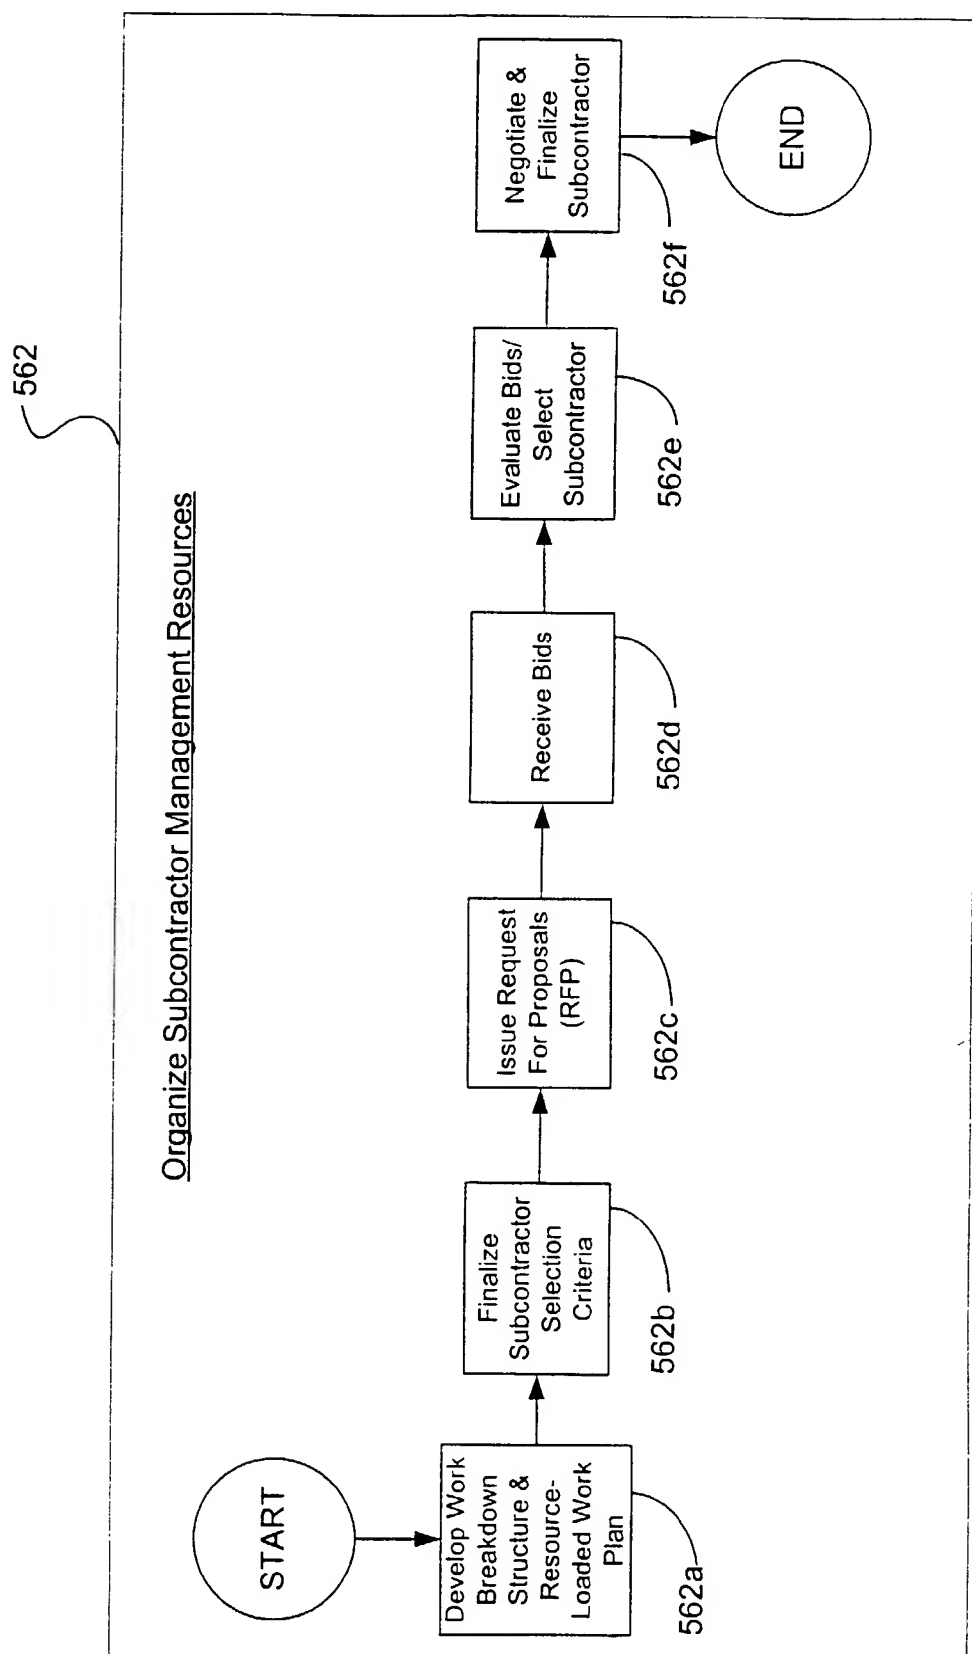 562
Organize Subcontractor Management Resources
START
Develop Work
Breakdown
Structure &
Resource-
Loaded Work
Plan
562a
Finalize
Subcontractor
Selection
Criteria
562b
Issue Request
For Proposals
(RFP)
562c
Receive Bids
562d
Evaluate Bids/
Select
Subcontractor
562e
Negotiate &
Finalize
Subcontractor
562f
END